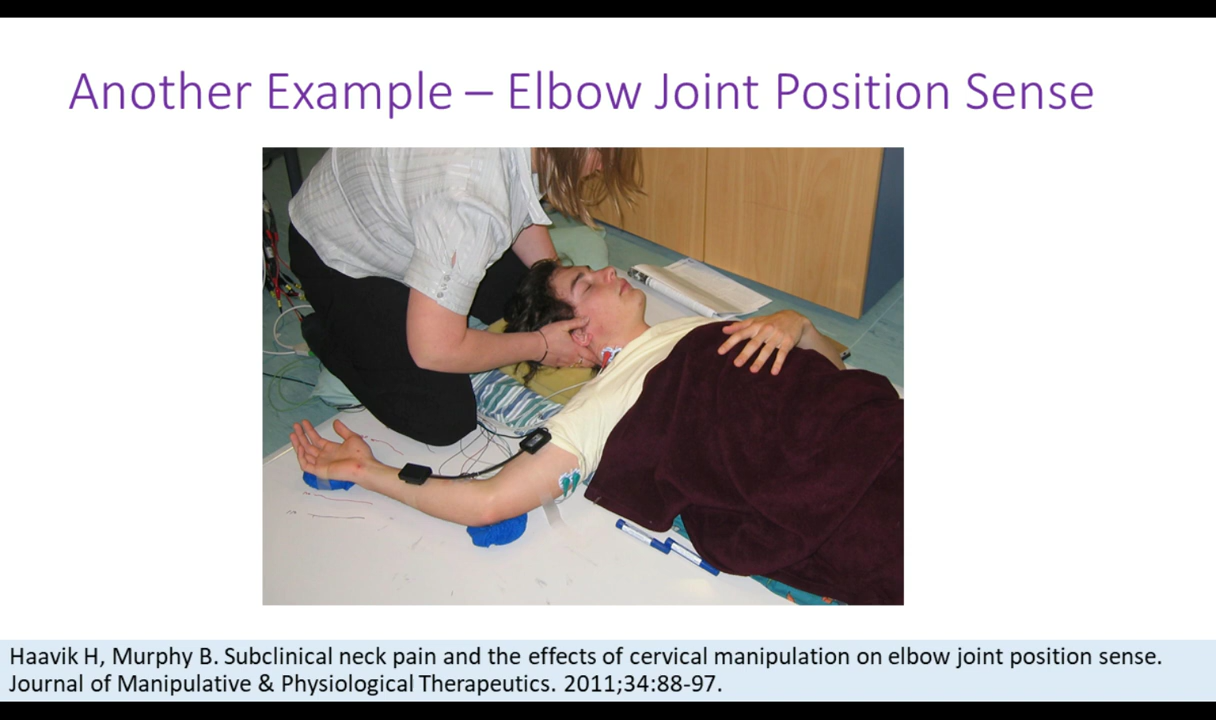 Another Example – Elbow Joint Position Sense
Haavik H, Murphy B. Subclinical neck pain and the effects of cervical manipulation on elbow joint position sense.
Journal of Manipulative & Physiological Therapeutics. 2011;34:88-97.